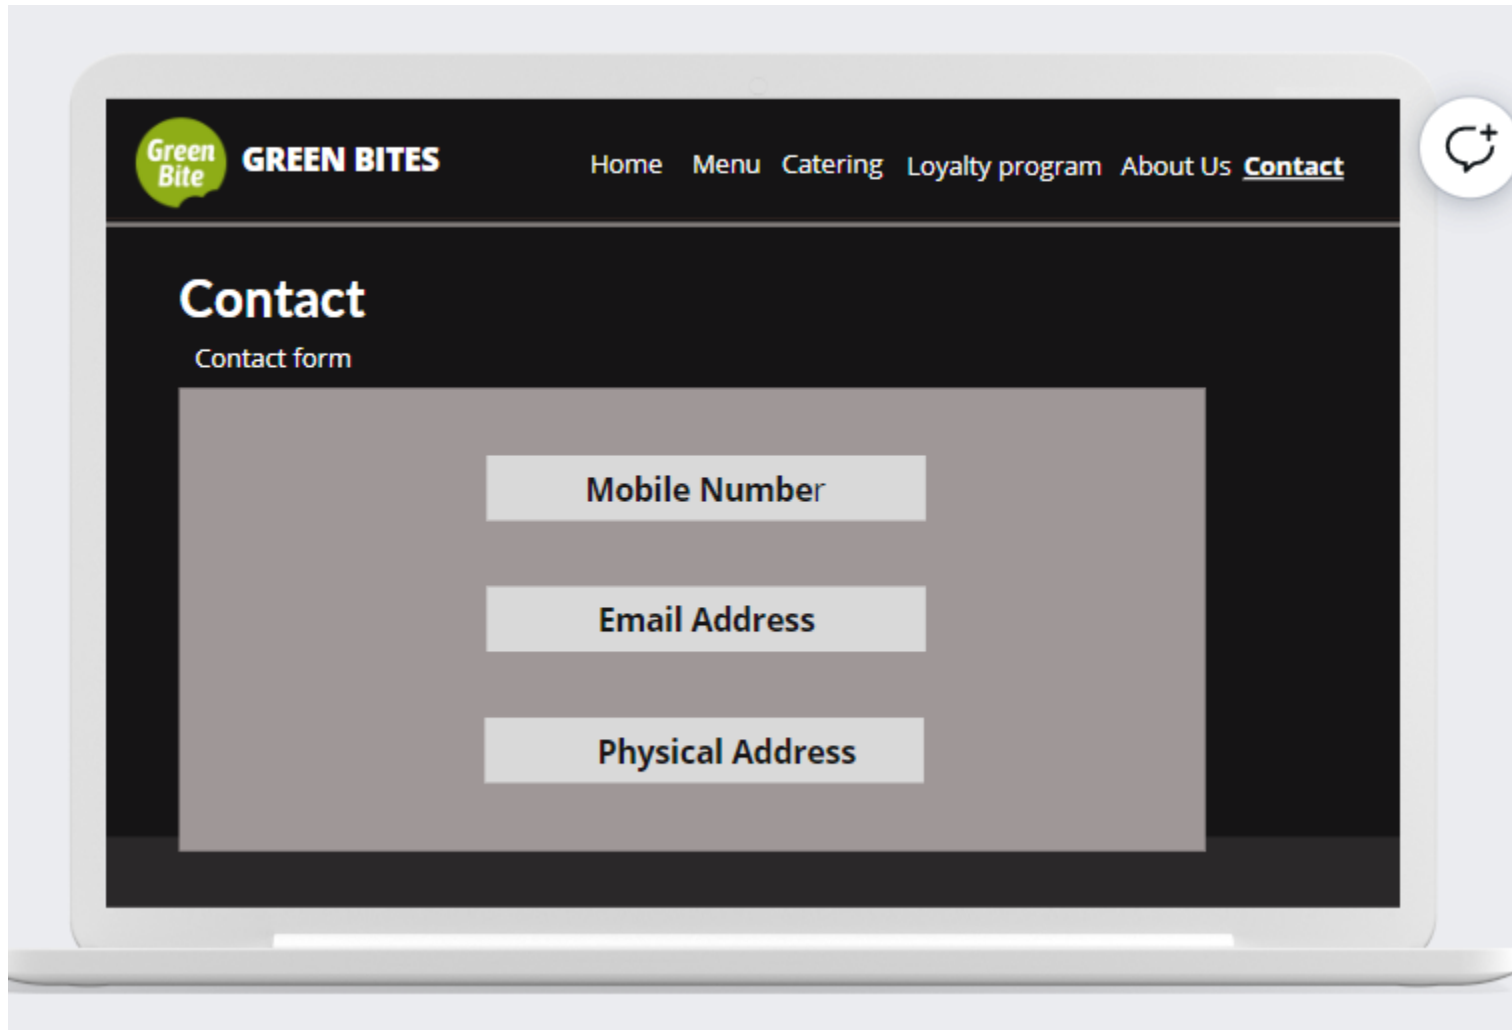 Green
Bite
GREEN BITES
Home Menu Catering Loyalty program About Us Contact
Contact
Contact form
Mobile Number
Email Address
Physical Address